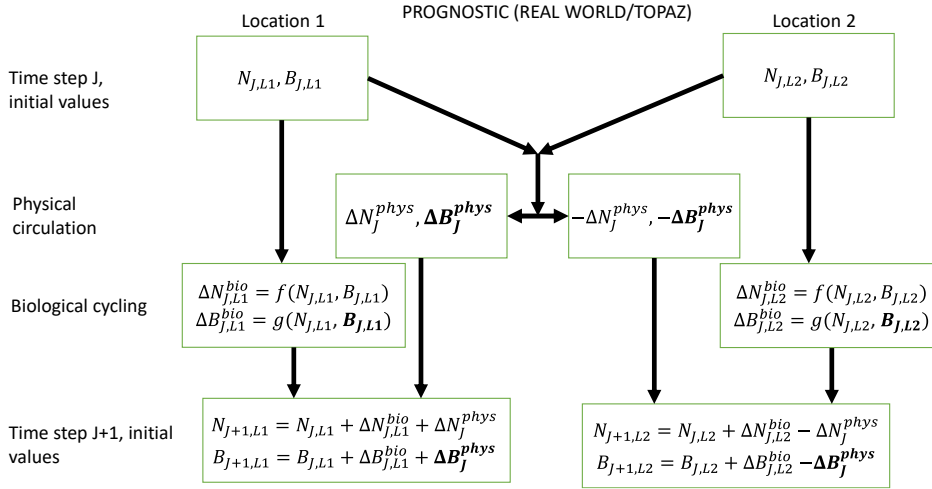 PROGNOSTIC (REAL WORLD/TOPAZ)
Location 1
Location 2
Time step J,
initial values
N_{J,L1}, B_{J,L1}
N_{J,L2}, B_{J,L2}
Physical
circulation
ΔN_J^{phys}, ΔB_J^{phys}
−ΔN_J^{phys}, −ΔB_J^{phys}
Biological cycling
ΔN_{J,L1}^{bio} = f(N_{J,L1}, B_{J,L1})
ΔB_{J,L1}^{bio} = g(N_{J,L1}, B_{J,L1})
ΔN_{J,L2}^{bio} = f(N_{J,L2}, B_{J,L2})
ΔB_{J,L2}^{bio} = g(N_{J,L2}, B_{J,L2})
Time step J+1, initial
values
N_{J+1,L1} = N_{J,L1} + ΔN_{J,L1}^{bio} + ΔN_J^{phys}
B_{J+1,L1} = B_{J,L1} + ΔB_{J,L1}^{bio} + ΔB_J^{phys}
N_{J+1,L2} = N_{J,L2} + ΔN_{J,L2}^{bio} − ΔN_J^{phys}
B_{J+1,L2} = B_{J,L2} + ΔB_{J,L2}^{bio} −ΔB_J^{phys}